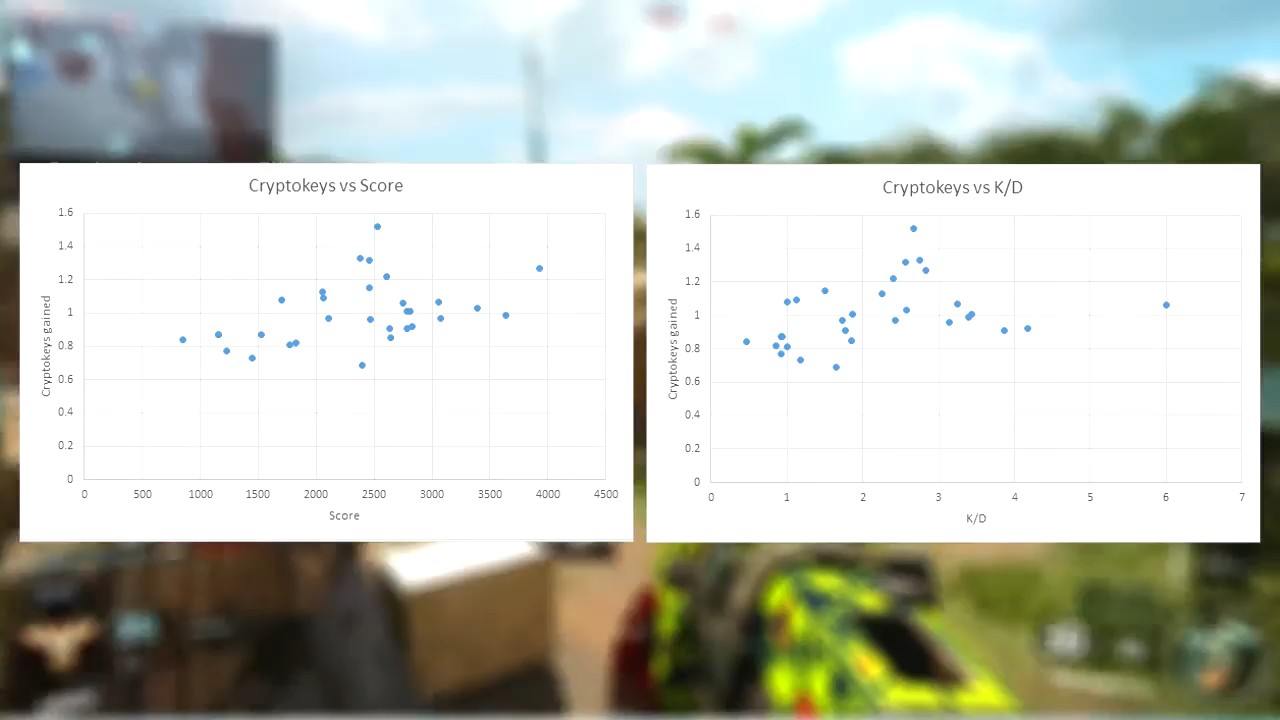 Cryptokeys vs Score
1.6
1.4
1.2
1
0.8
0.6
0.4
0.2
0
0 500 1000 1500 2000 2500 3000 3500 4000 4500
Score
Cryptokeys gained
Cryptokeys vs K/D
1.6
1.4
1.2
1
0.8
0.6
0.4
0.2
0
0 1 2 3 4 5 6 7
K/D
Cryptokeys gained